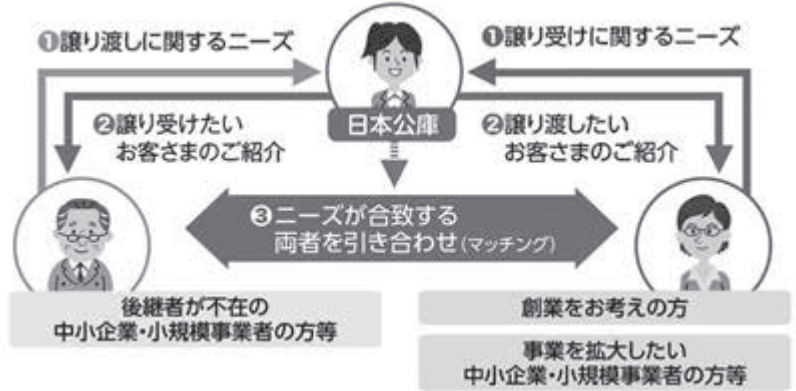 ❶譲り渡しに関するニーズ
❶譲り受けに関するニーズ
日本公庫
❷譲り受けたい
お客さまのご紹介
❷譲り渡したい
お客さまのご紹介
❸ニーズが合致する
両者を引き合わせ(マッチング)
後継者が不在の
中小企業・小規模事業者の方等
創業をお考えの方
事業を拡大したい
中小企業・小規模事業者の方等